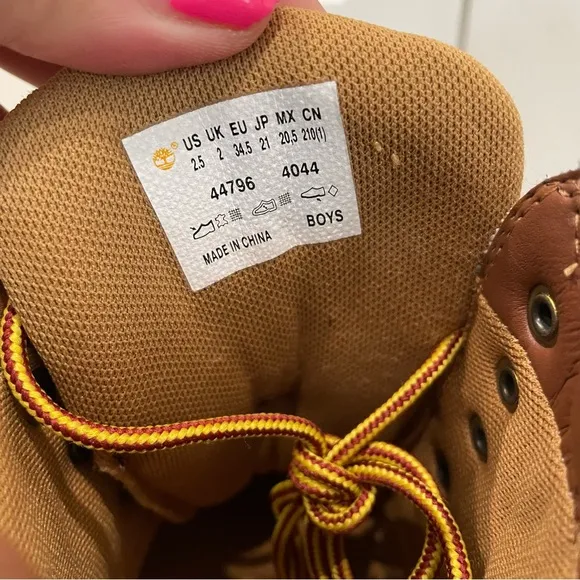 US UK EU JP MX CN
2.5 2 34.5 21 20.5 210(1)
44796 4044
BOYS
MADE IN CHINA